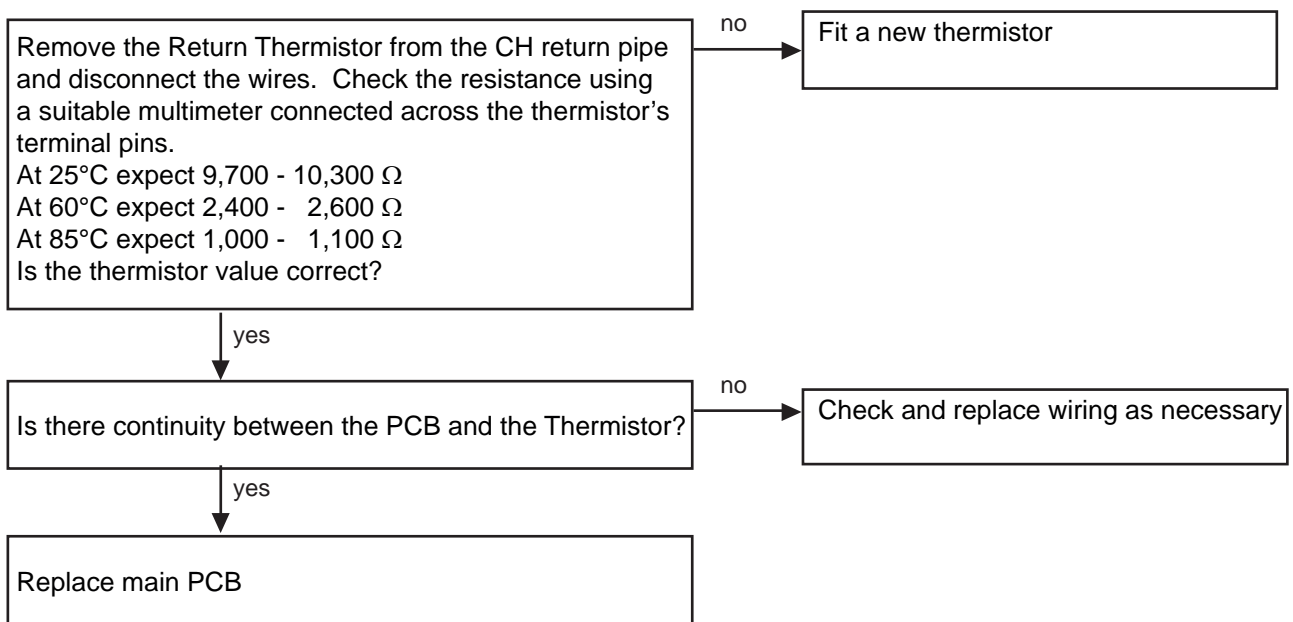 Remove the Return Thermistor from the CH return pipe
and disconnect the wires. Check the resistance using
a suitable multimeter connected across the thermistor's
terminal pins.
At 25°C expect 9,700 - 10,300 Ω
At 60°C expect 2,400 - 2,600 Ω
At 85°C expect 1,000 - 1,100 Ω
Is the thermistor value correct?
no
Fit a new thermistor
yes
Is there continuity between the PCB and the Thermistor?
no
Check and replace wiring as necessary
yes
Replace main PCB